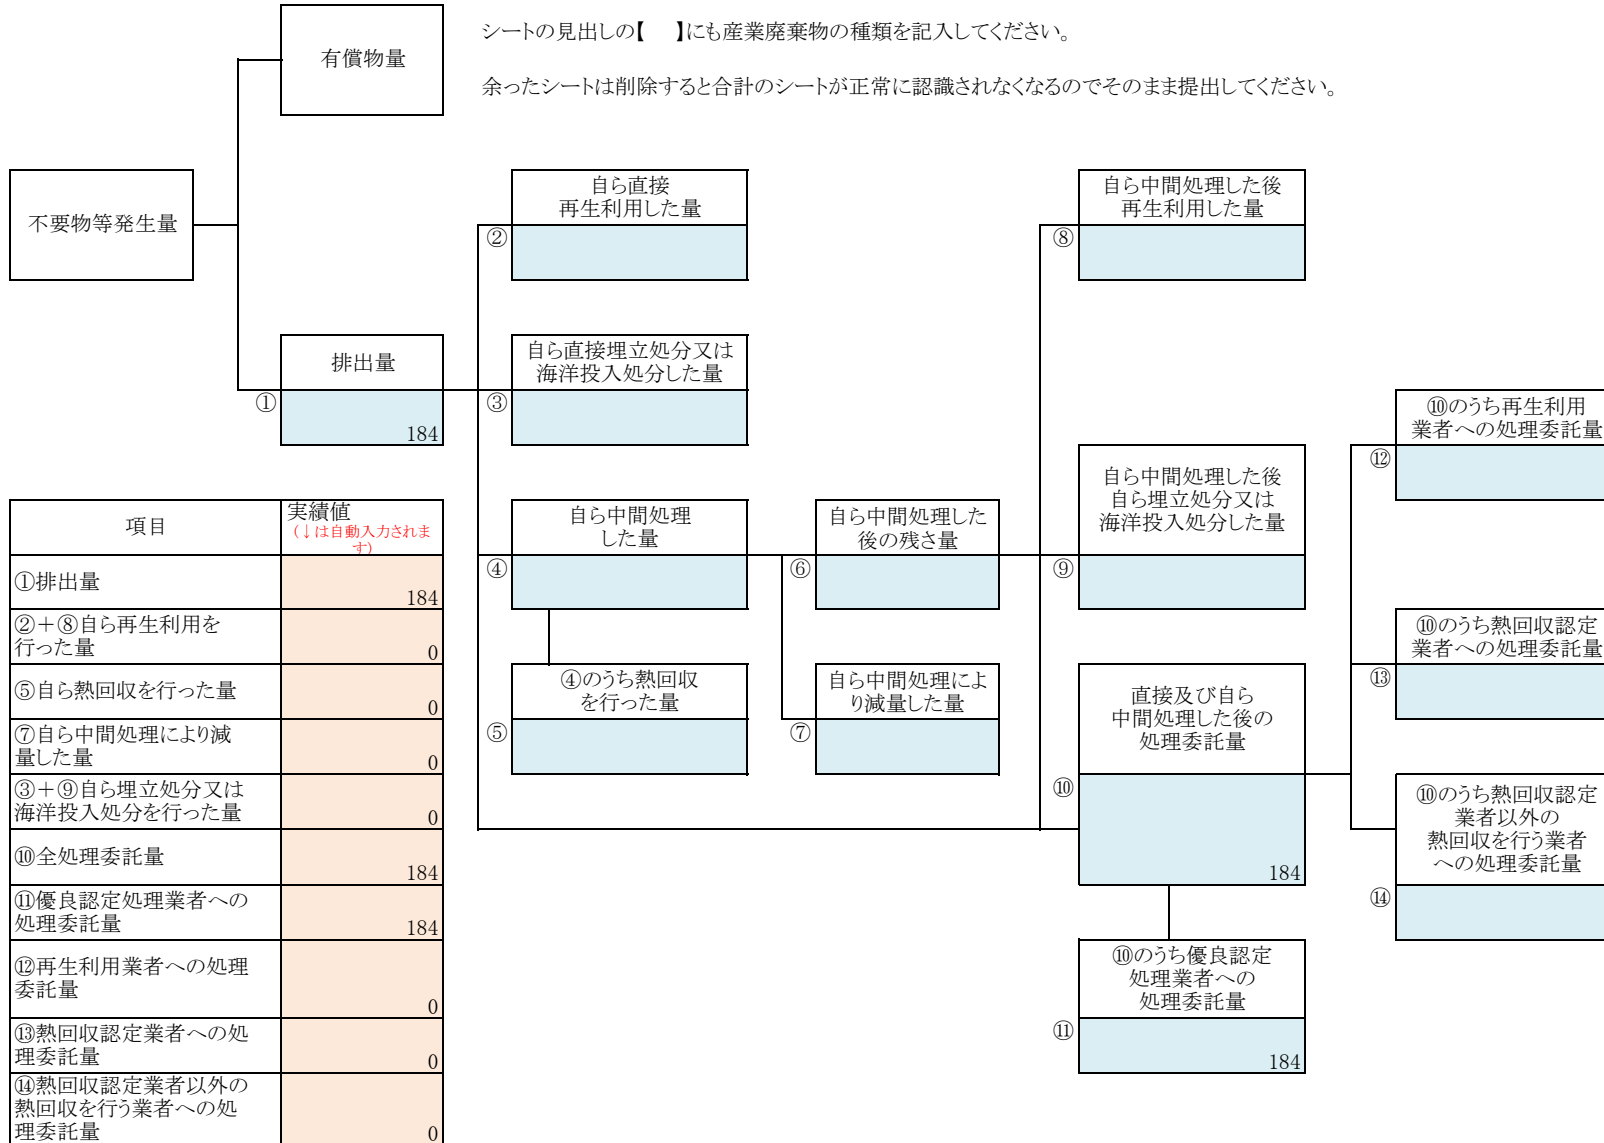 有償物量
シートの見出しの【　】にも産業廃棄物の種類を記入してください。
余ったシートは削除すると合計のシートが正常に認識されなくなるのでそのまま提出してください。
不要物等発生量
自ら直接
再生利用した量
②
自ら中間処理した後
再生利用した量
⑧
排出量
①
184
自ら直接埋立処分又は
海洋投入処分した量
③
⑩のうち再生利用
業者への処理委託量
⑫
自ら中間処理
した量
④
自ら中間処理した
後の残さ量
⑥
自ら中間処理した後
自ら埋立処分又は
海洋投入処分した量
⑨
④のうち熱回収
を行った量
⑤
自ら中間処理によ
り減量した量
⑦
直接及び自ら
中間処理した後の
処理委託量
⑩
184
⑩のうち熱回収認定
業者への処理委託量
⑬
⑩のうち熱回収認定
業者以外の
熱回収を行う業者
への処理委託量
⑭
⑩のうち優良認定
処理業者への
処理委託量
⑪
184
項目
実績値
（↓は自動入力されま
す）
①排出量
184
②＋⑧自ら再生利用を
行った量
0
⑤自ら熱回収を行った量
0
⑦自ら中間処理により減
量した量
0
③＋⑨自ら埋立処分又は
海洋投入処分を行った量
0
⑩全処理委託量
184
⑪優良認定処理業者への
処理委託量
184
⑫再生利用業者への処理
委託量
0
⑬熱回収認定業者への処
理委託量
0
⑭熱回収認定業者以外の
熱回収を行う業者への処
理委託量
0